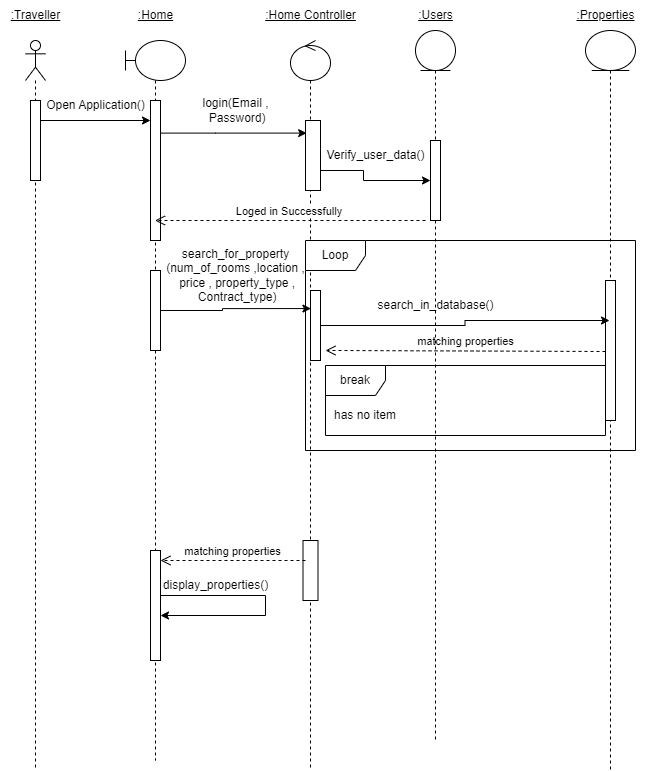 :Traveller
:Home
:Home Controller
:Users
:Properties
Open Application()
login(Email ,
Password)
Verify_user_data()
Loged in Successfully
search_for_property
(num_of_rooms ,location ,
price , property_type ,
Contract_type)
Loop
search_in_database()
matching properties
break
has no item
matching properties
display_properties()